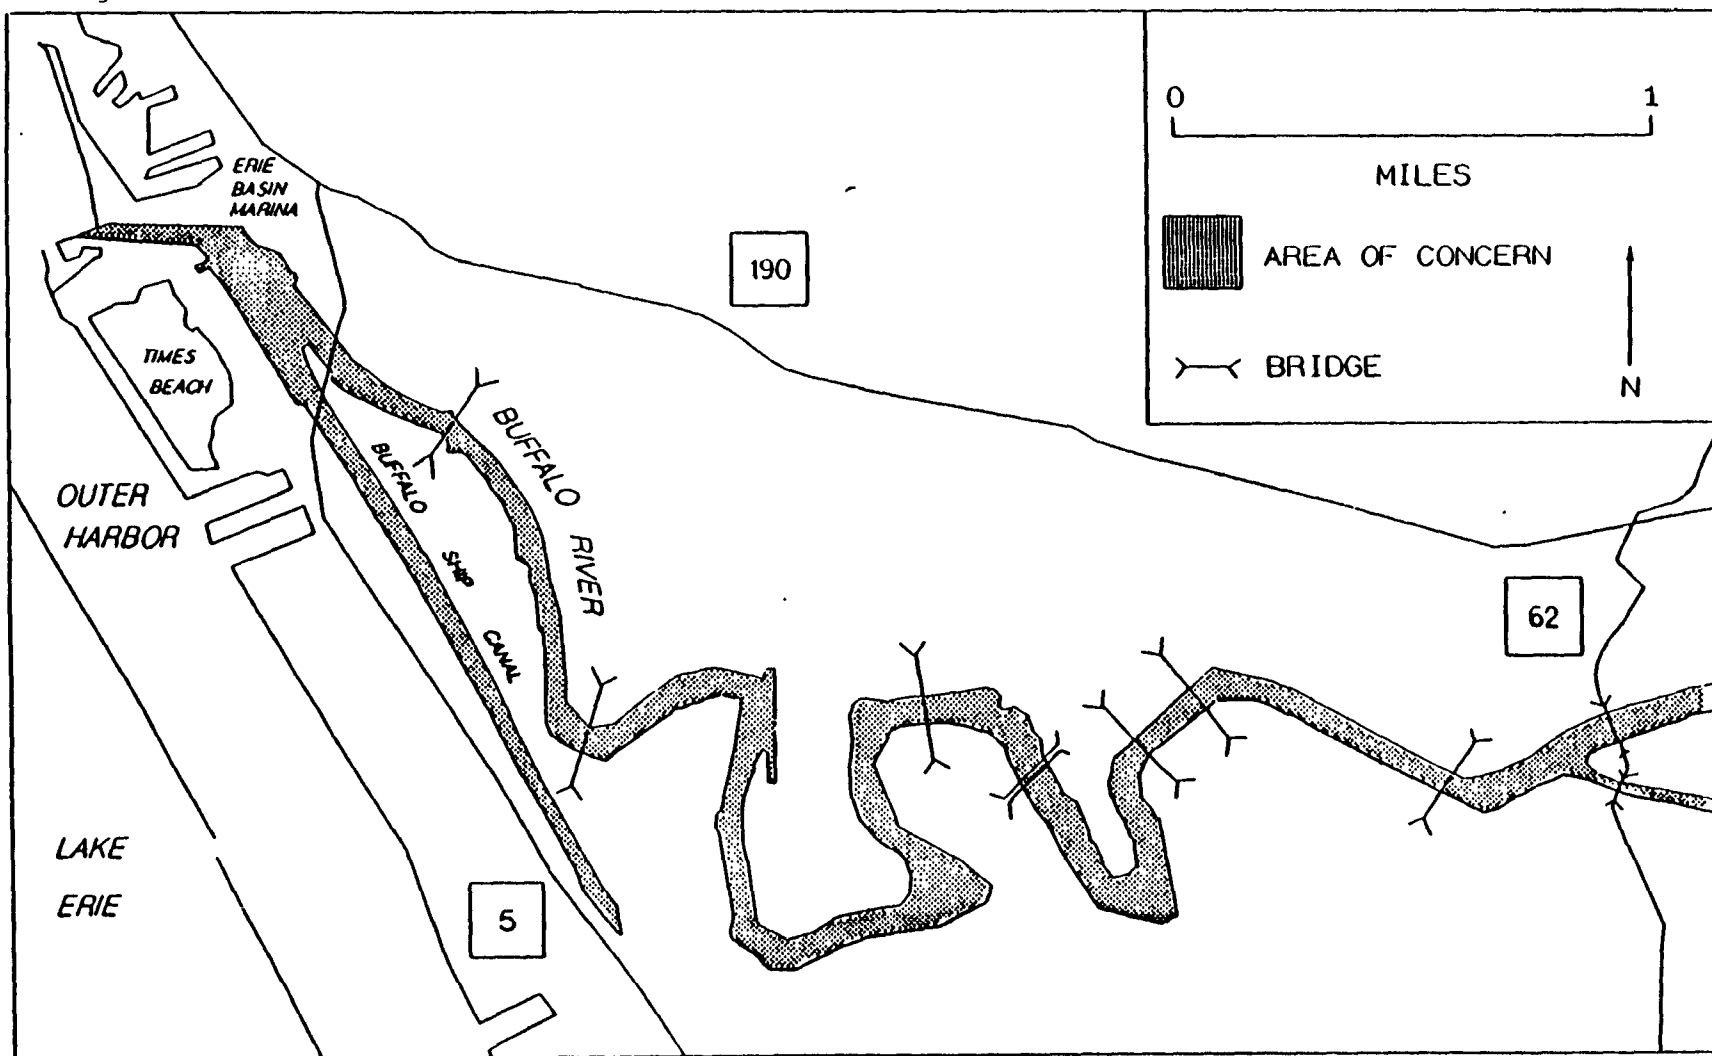 ERIE
BASIN
MARINA
TIMES
BEACH
OUTER
HARBOR
LAKE
ERIE
BUFFALO
SHIP
CANAL
BUFFALO
RIVER
190
5
62
0 1
MILES
AREA OF CONCERN
BRIDGE
N